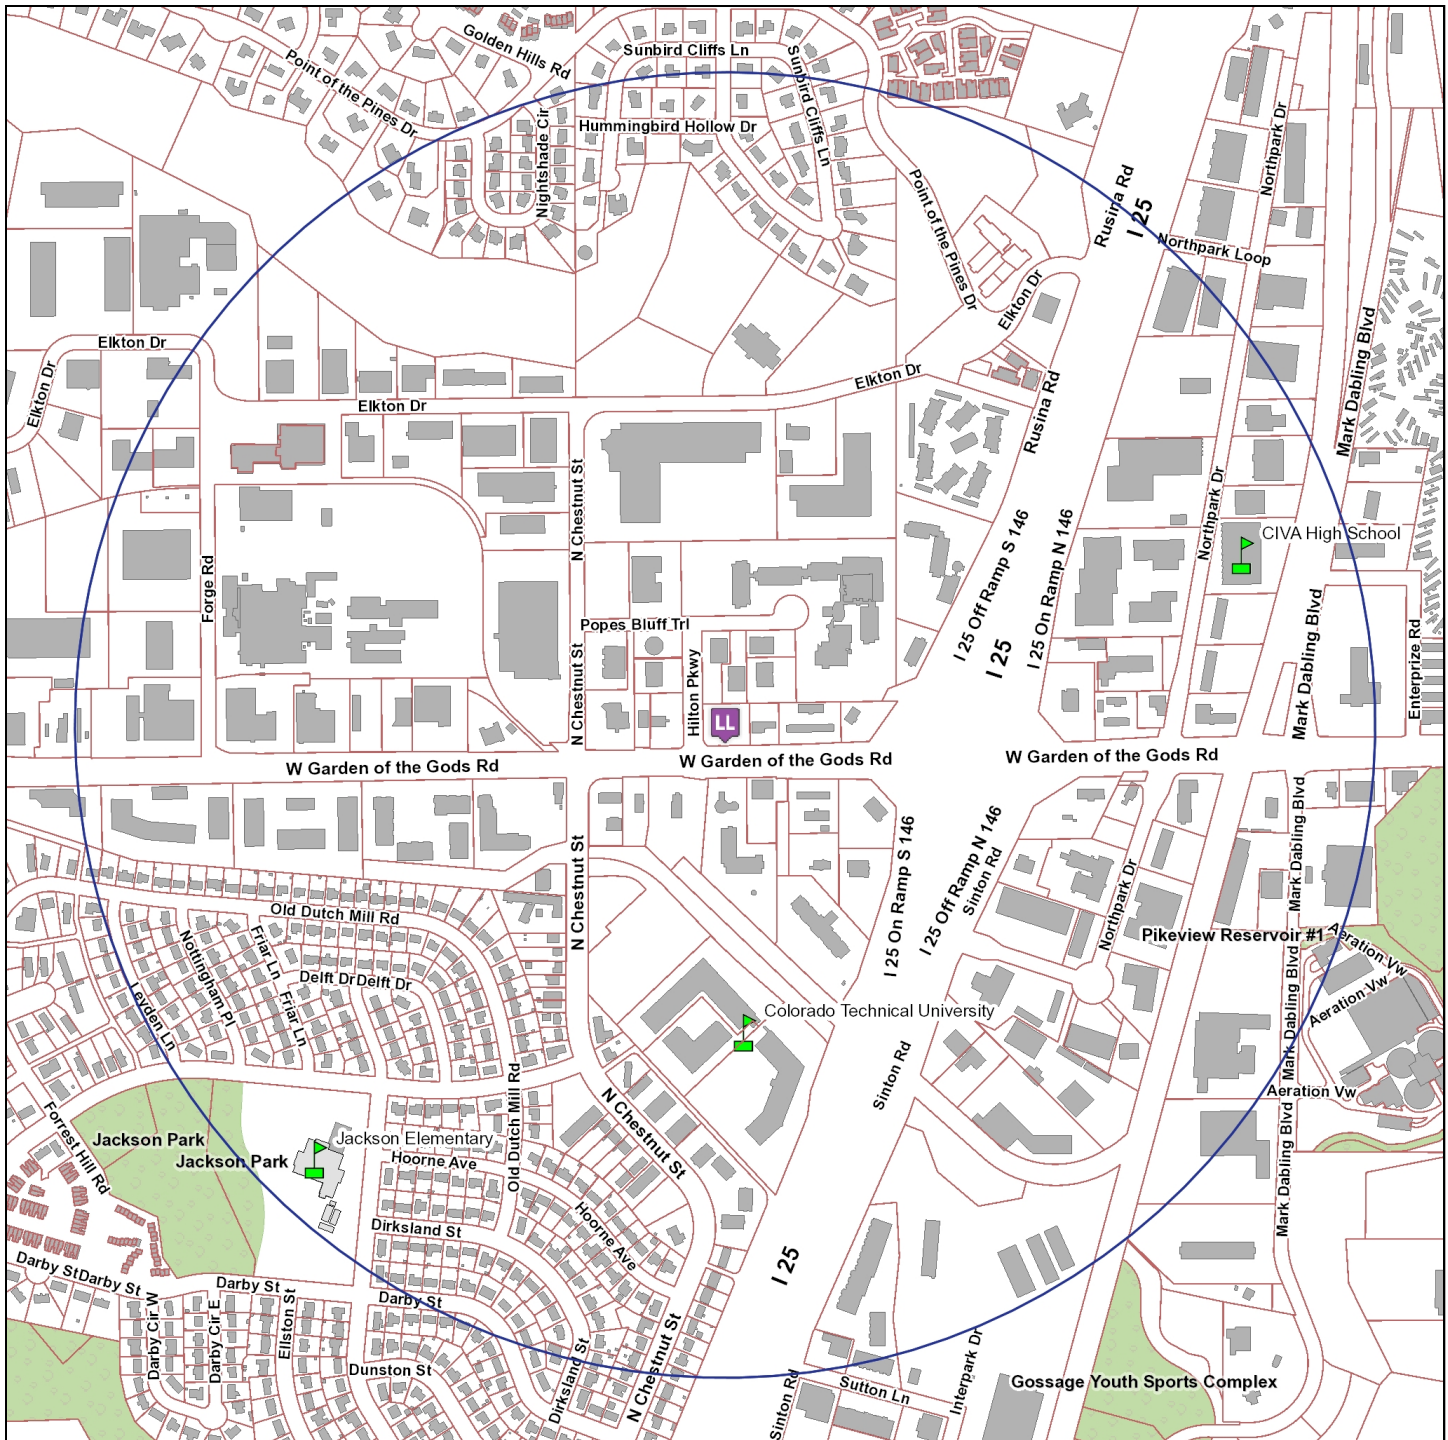 Golden Hills Rd
Sunbird Cliffs Ln
Sunbird Cliffs Ln
Point of the Pines Dr
Nightshade Cir
Hummingbird Hollow Dr
Northpark Dr
Point of the Pines Dr
Rusina Rd
I 25
Northpark Loop
Elkton Dr
Elkton Dr
Elkton Dr
Elkton Dr
Elkton Dr
Mark Dabling Blvd
Rusina Rd
N Chestnut St
Northpark Dr
I 25 Off Ramp S 146
I 25 On Ramp N 146
CIVA High School
Forge Rd
Popes Bluff Trl
Mark Dabling Blvd
Enterprize Rd
I 25
N Chestnut St
Hilton Pkwy
LL
W Garden of the Gods Rd
W Garden of the Gods Rd
W Garden of the Gods Rd
N Chestnut St
I 25 On Ramp S 146
I 25 Off Ramp N 146
Sinton Rd
Mark Dabling Blvd
Northpark Dr
Old Dutch Mill Rd
Nottingham Pl
Friar Ln
Pikeview Reservoir #1
Aeration Vw
Delft Dr
Delft Dr
Friar Ln
Leyden Ln
Mark Dabling Blvd
Aeration Vw
Colorado Technical University
Sinton Rd
Aeration Vw
Old Dutch Mill Rd
N Chestnut St
Forrest Hill Rd
Jackson Park
Jackson Park
Jackson Elementary
Hoorne Ave
Mark Dabling Blvd
Dirksland St
Hoorne Ave
I 25
Darby St
Darby St
Darby St
Darby St
Darby Cir W
Darby Cir E
Ellston St
Dunston St
Dirksland St
N Chestnut St
Sinton Rd
Sutton Ln
Interpark Dr
Gossage Youth Sports Complex